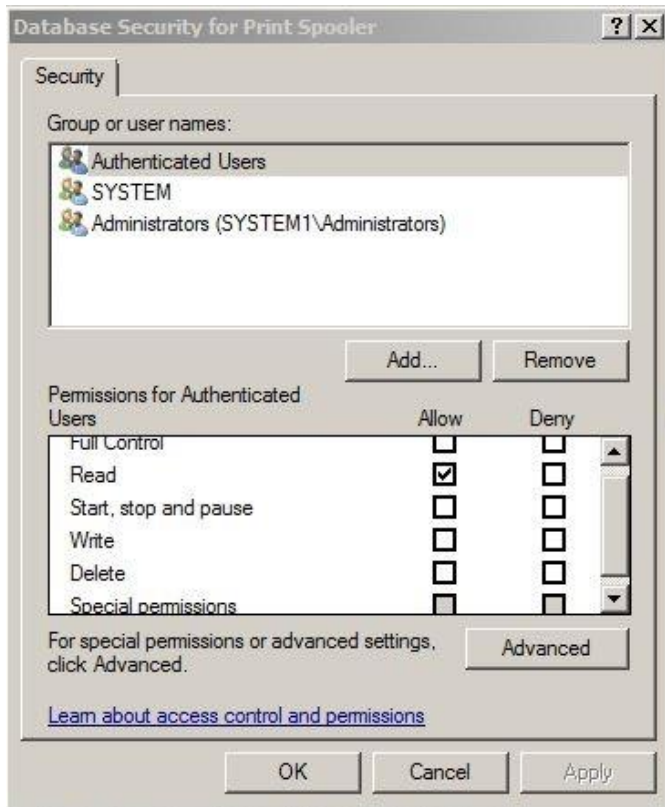 Database Security for Print Spooler
Security
Group or user names:
Authenticated Users
SYSTEM
Administrators (SYSTEM1\Administrators)
Add... Remove
Permissions for Authenticated
Users Allow Deny
Full Control
Read
Start, stop and pause
Write
Delete
Special permissions
For special permissions or advanced settings,
click Advanced.
Advanced
Learn about access control and permissions
OK Cancel Apply